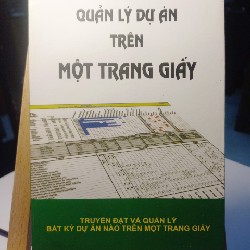 QUẢN LÝ DỰ ÁN
TRÊN
MỘT TRANG GIẤY
TRUYỀN ĐẠT VÀ QUẢN LÝ
BẤT KỲ DỰ ÁN NÀO TRÊN MỘT TRANG GIẤY